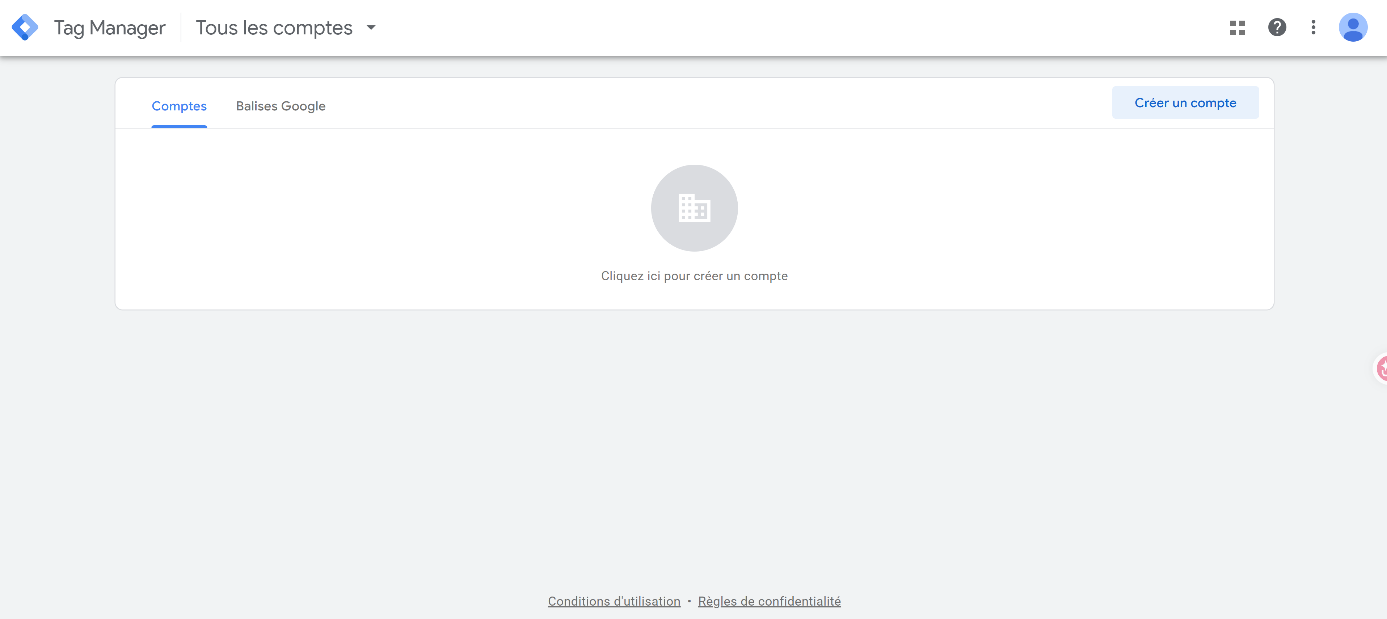 Tag Manager
Tous les comptes
Comptes
Balises Google
Créer un compte
Cliquez ici pour créer un compte
Conditions d'utilisation • Règles de confidentialité